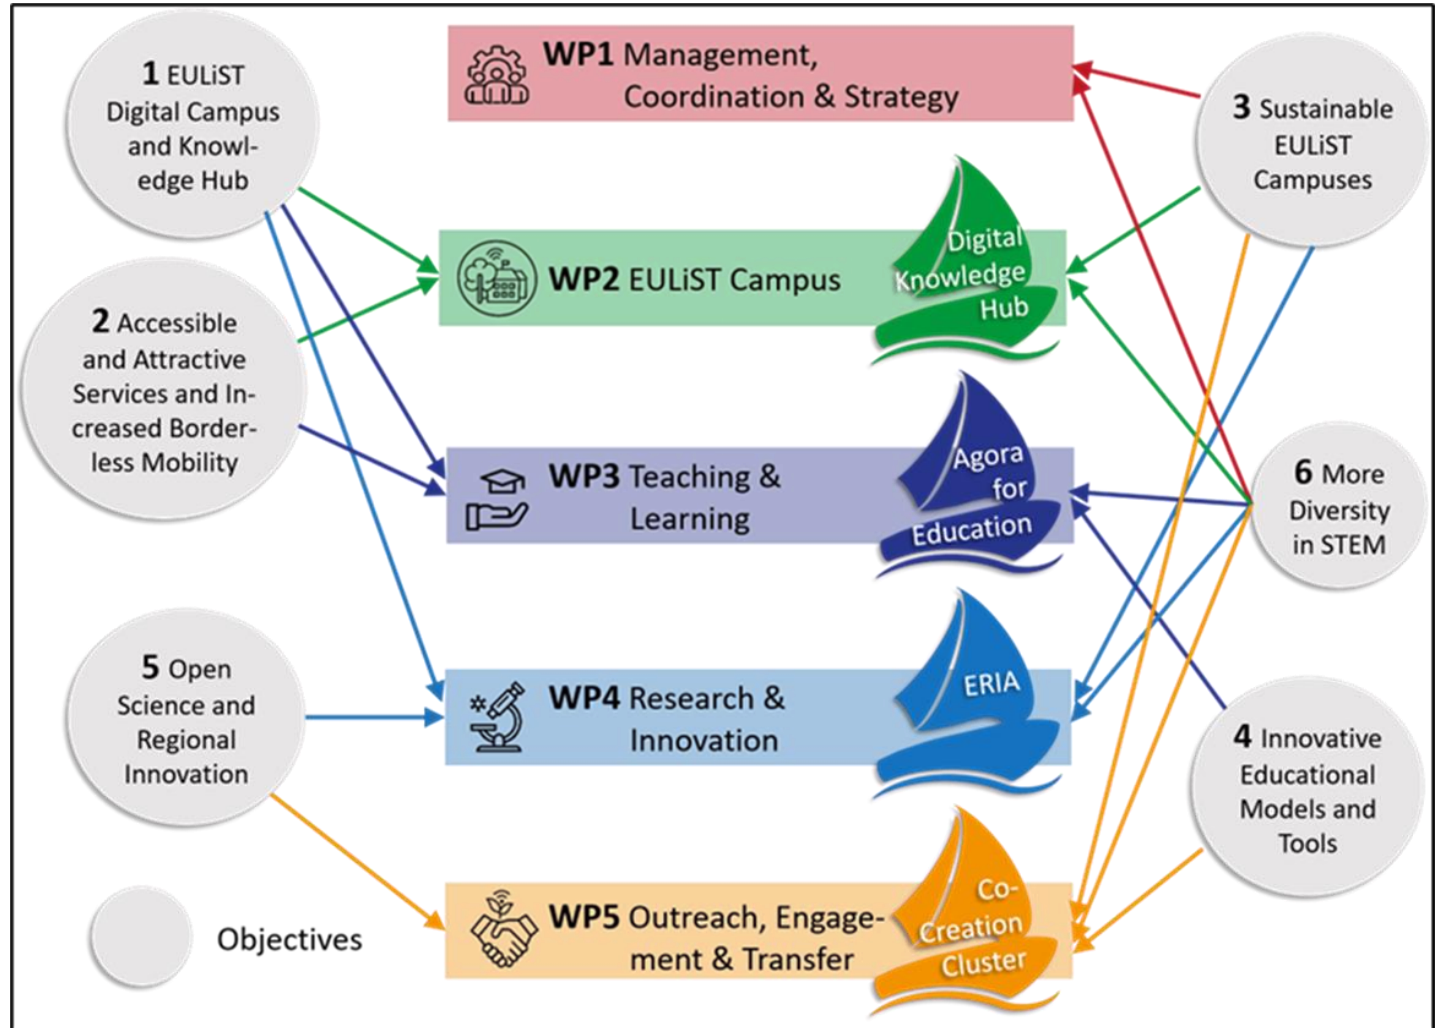 1 EULiST
Digital Campus
and Knowl-
edge Hub
2 Accessible
and Attractive
Services and In-
creased Border-
less Mobility
5 Open
Science and
Regional
Innovation
Objectives
WP1 Management,
Coordination & Strategy
WP2 EULiST Campus
Digital
Knowledge
Hub
WP3 Teaching &
Learning
Agora
for
Education
WP4 Research &
Innovation
ERIA
WP5 Outreach, Engage-
ment & Transfer
Co-
Creation
Cluster
3 Sustainable
EULiST
Campuses
6 More
Diversity
in STEM
4 Innovative
Educational
Models and
Tools